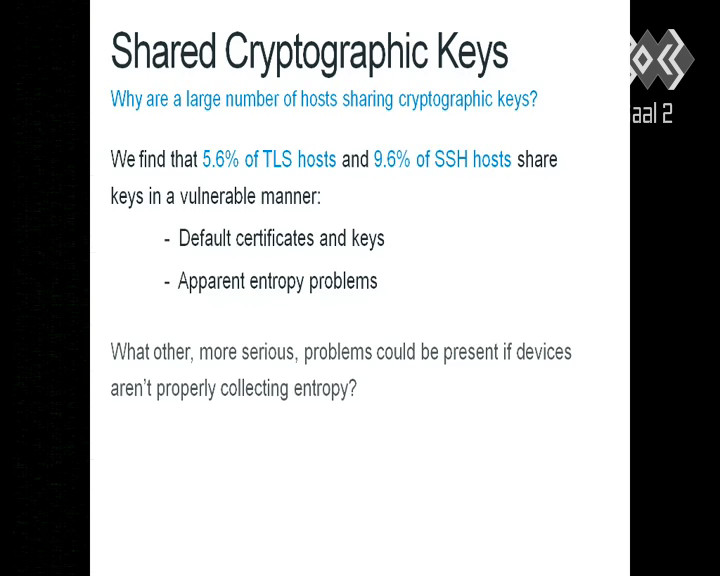 Shared Cryptographic Keys
Why are a large number of hosts sharing cryptographic keys?
We find that 5.6% of TLS hosts and 9.6% of SSH hosts share
keys in a vulnerable manner:
- Default certificates and keys
- Apparent entropy problems
What other, more serious, problems could be present if devices
aren't properly collecting entropy?
aal 2